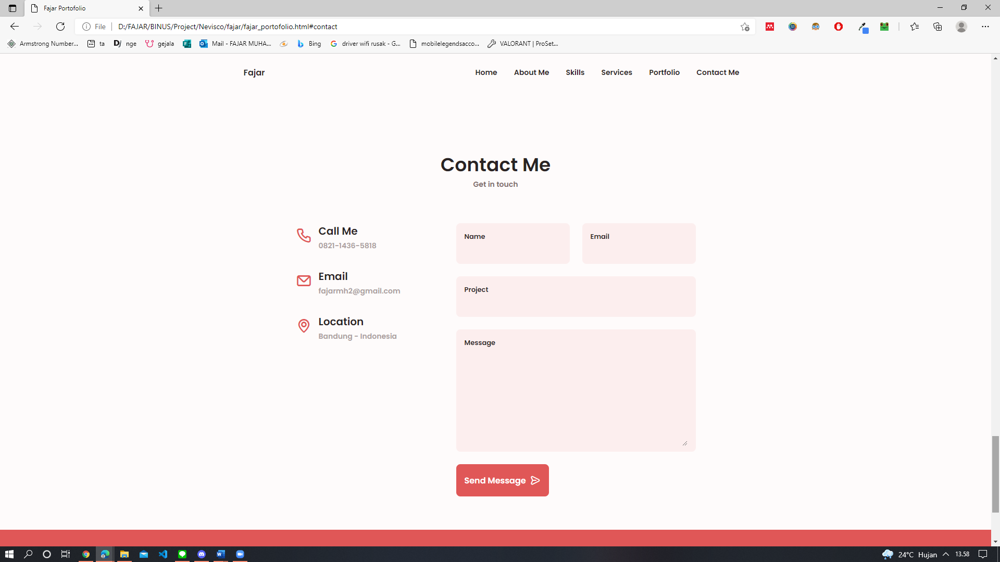 Fajar Portofolio
File
D:/FAJAR/BINUS/Project/Nevisco/fajar/fajar_portofolio.html#contact
Armstrong Number...
ta
Dj nge
gejala
Mail - FAJAR MUHA...
Bing
driver wifi rusak - G...
mobilelegendsacco...
VALORANT | ProSet...
Fajar
Home
About Me
Skills
Services
Portfolio
Contact Me
Contact Me
Get in touch
Call Me
0821-1436-5818
Email
fajarmh2@gmail.com
Location
Bandung - Indonesia
Name
Email
Project
Message
Send Message
24°C Hujan
13.58